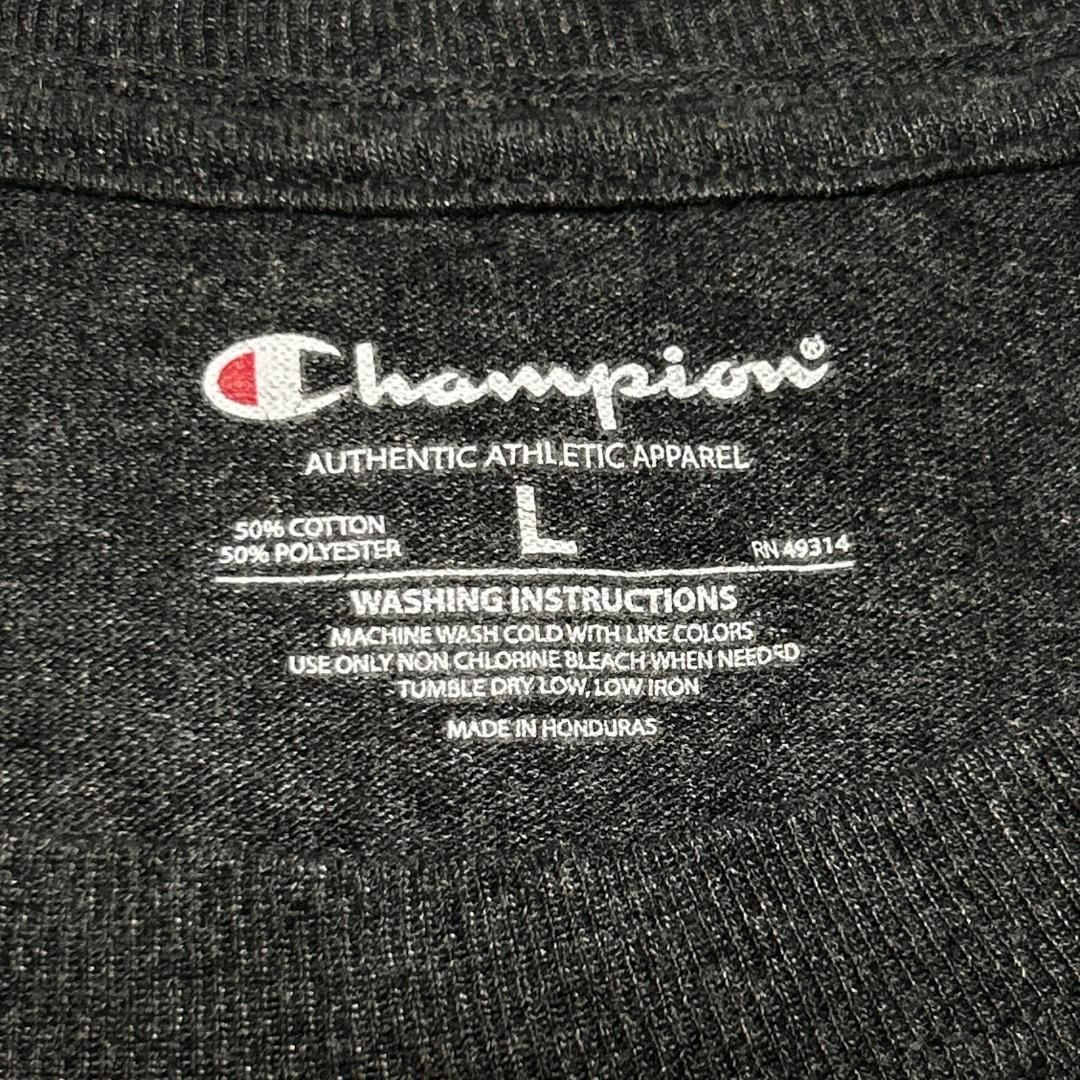 Champion®
AUTHENTIC ATHLETIC APPAREL
L
50% COTTON
50% POLYESTER
RN 49314
WASHING INSTRUCTIONS
MACHINE WASH COLD WITH LIKE COLORS
USE ONLY NON CHLORINE BLEACH WHEN NEEDED
TUMBLE DRY LOW, LOW IRON
MADE IN HONDURAS